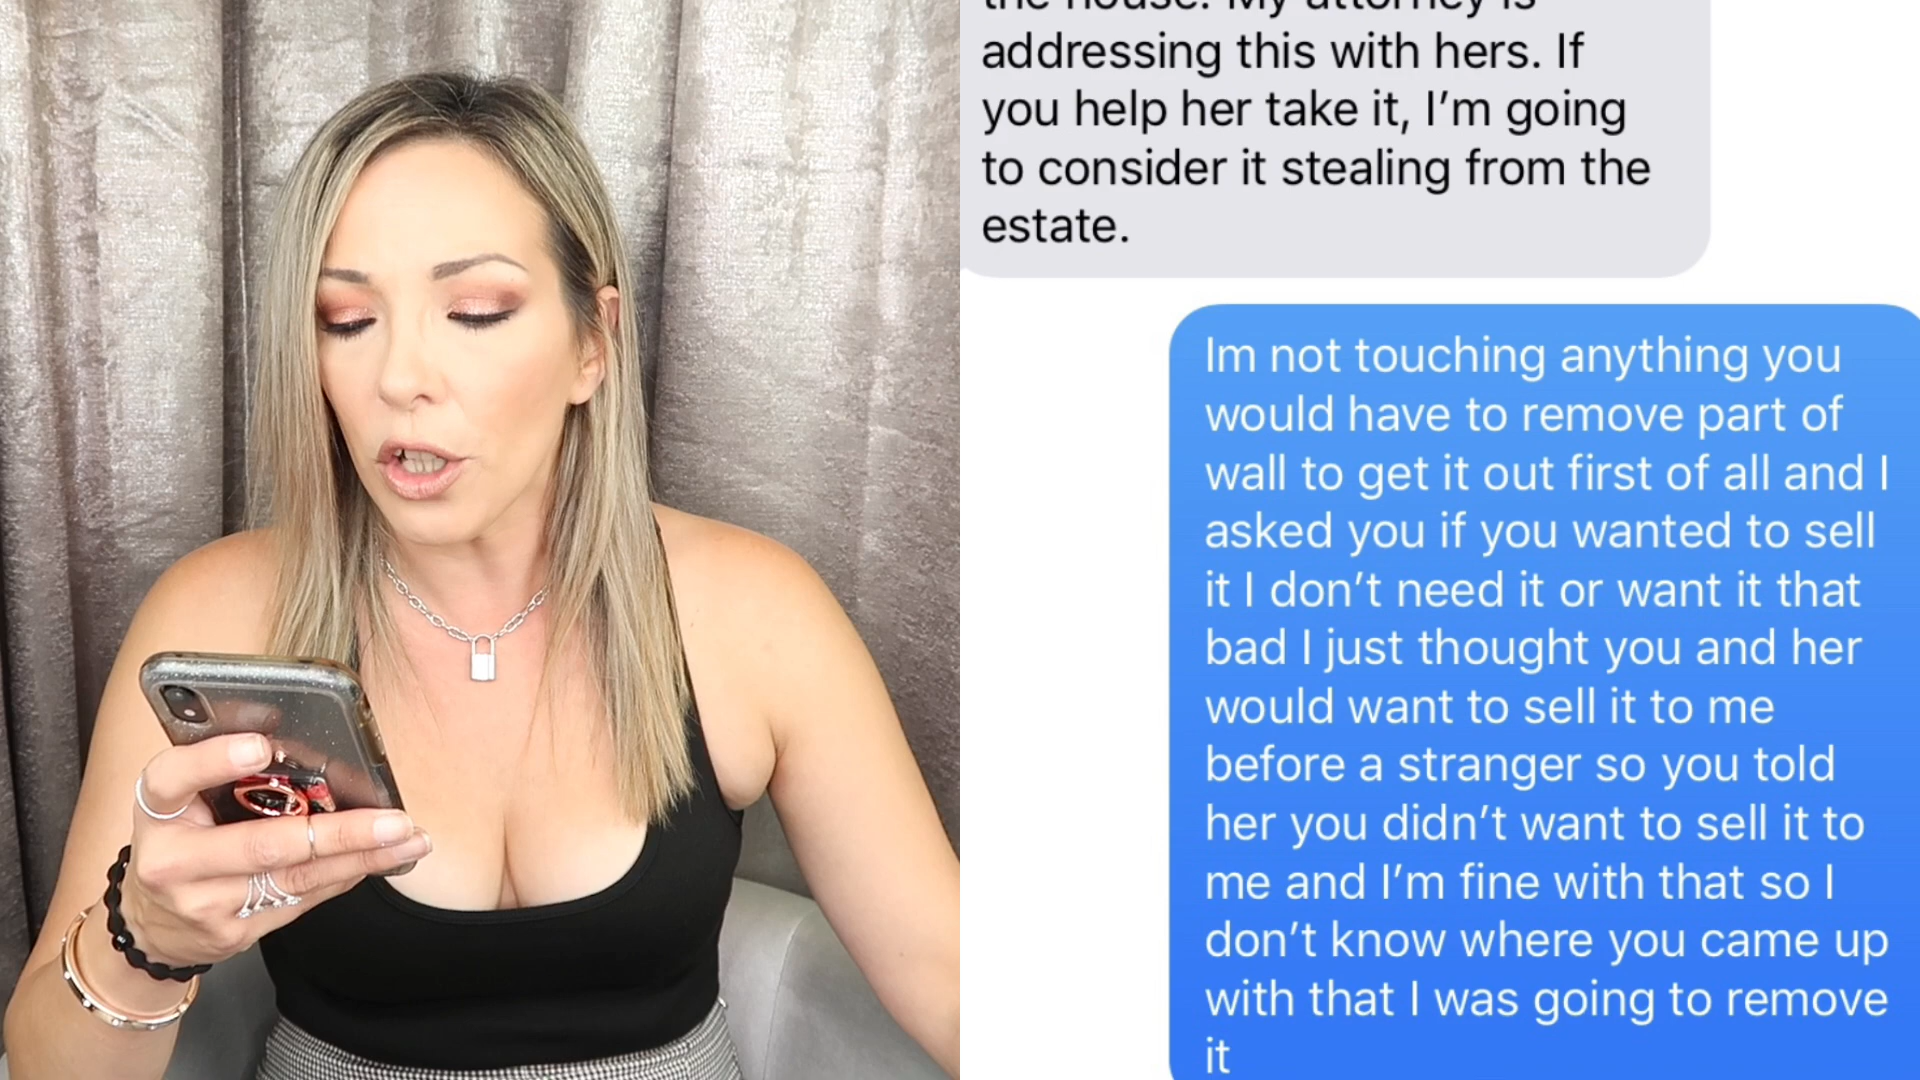 the house. My attorney is
addressing this with hers. If
you help her take it, I'm going
to consider it stealing from the
estate.
Im not touching anything you
would have to remove part of
wall to get it out first of all and I
asked you if you wanted to sell
it I don't need it or want it that
bad I just thought you and her
would want to sell it to me
before a stranger so you told
her you didn't want to sell it to
me and I'm fine with that so I
don't know where you came up
with that I was going to remove
it